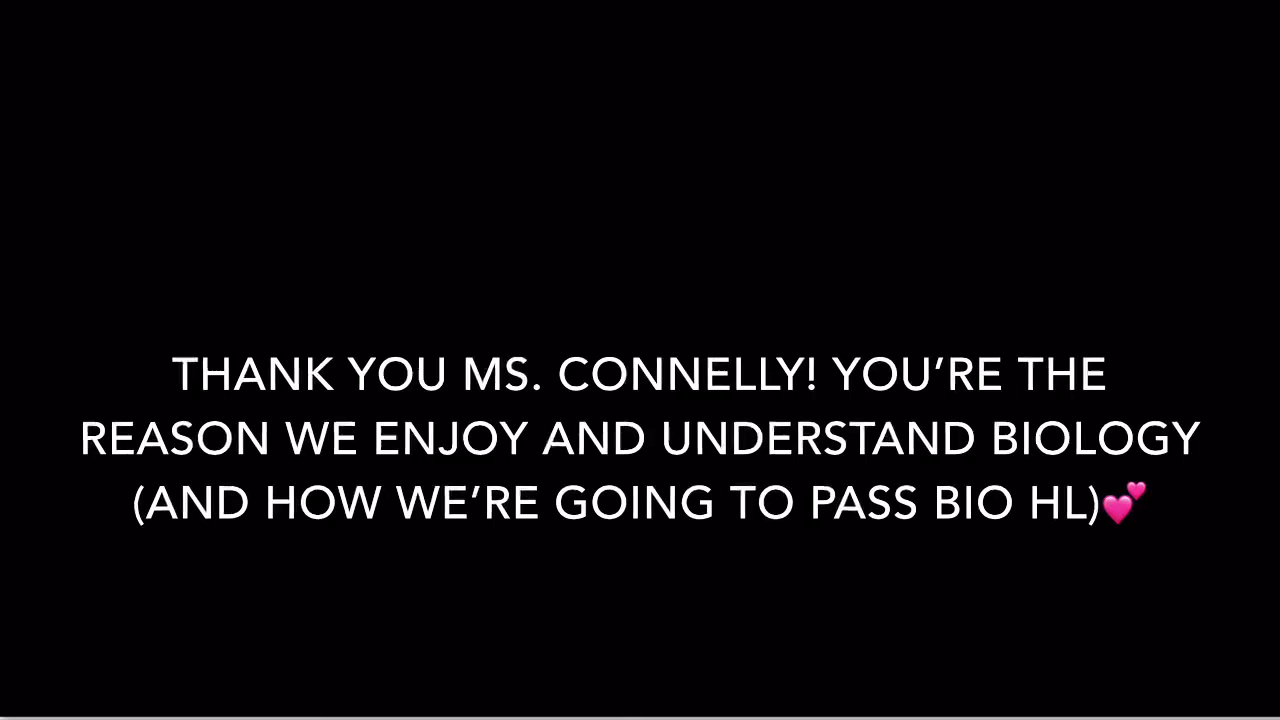 THANK YOU MS. CONNELLY! YOU’RE THE
REASON WE ENJOY AND UNDERSTAND BIOLOGY
(AND HOW WE’RE GOING TO PASS BIO HL)💕